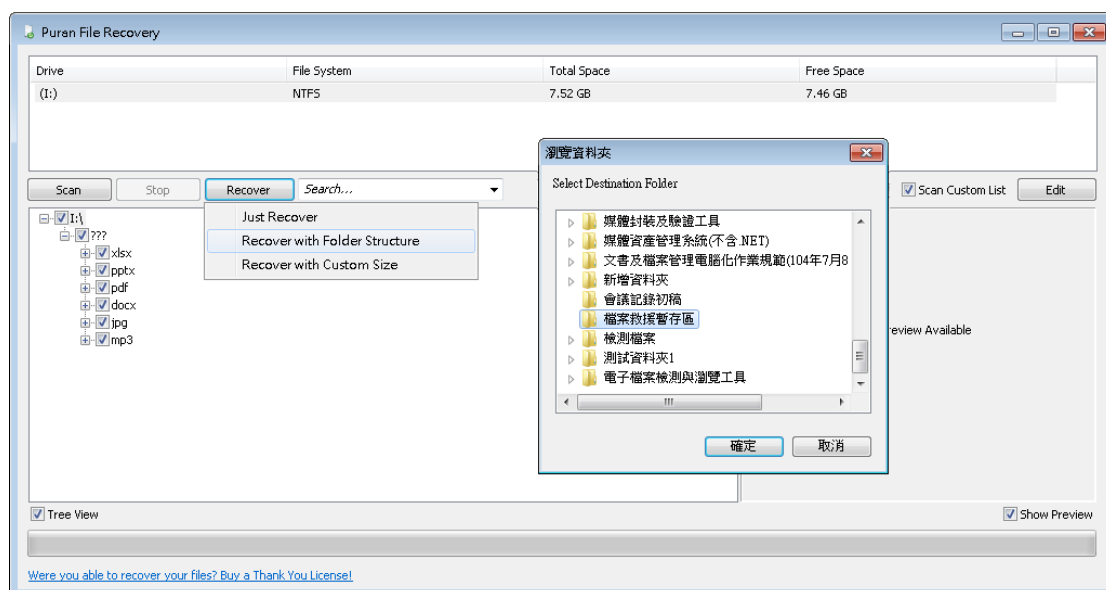 Puran File Recovery
Drive File System Total Space Free Space
(I:) NTFS 7.52 GB 7.46 GB
Scan Stop Recover Search... Scan Custom List Edit
Just Recover
Recover with Folder Structure
Recover with Custom Size
I:\
???
xlsx
pptx
pdf
docx
jpg
mp3
瀏覽資料夾
Select Destination Folder
媒體封裝及驗證工具
媒體資產管理系統(不含.NET)
文書及檔案管理電腦化作業規範(104年7月8
新增資料夾
會議記錄初稿
檔案救援暫存區
檢測檔案
測試資料夾1
電子檔案檢測與瀏覽工具
確定 取消
Available
Tree View Show Preview
Were you able to recover your files? Buy a Thank You License!